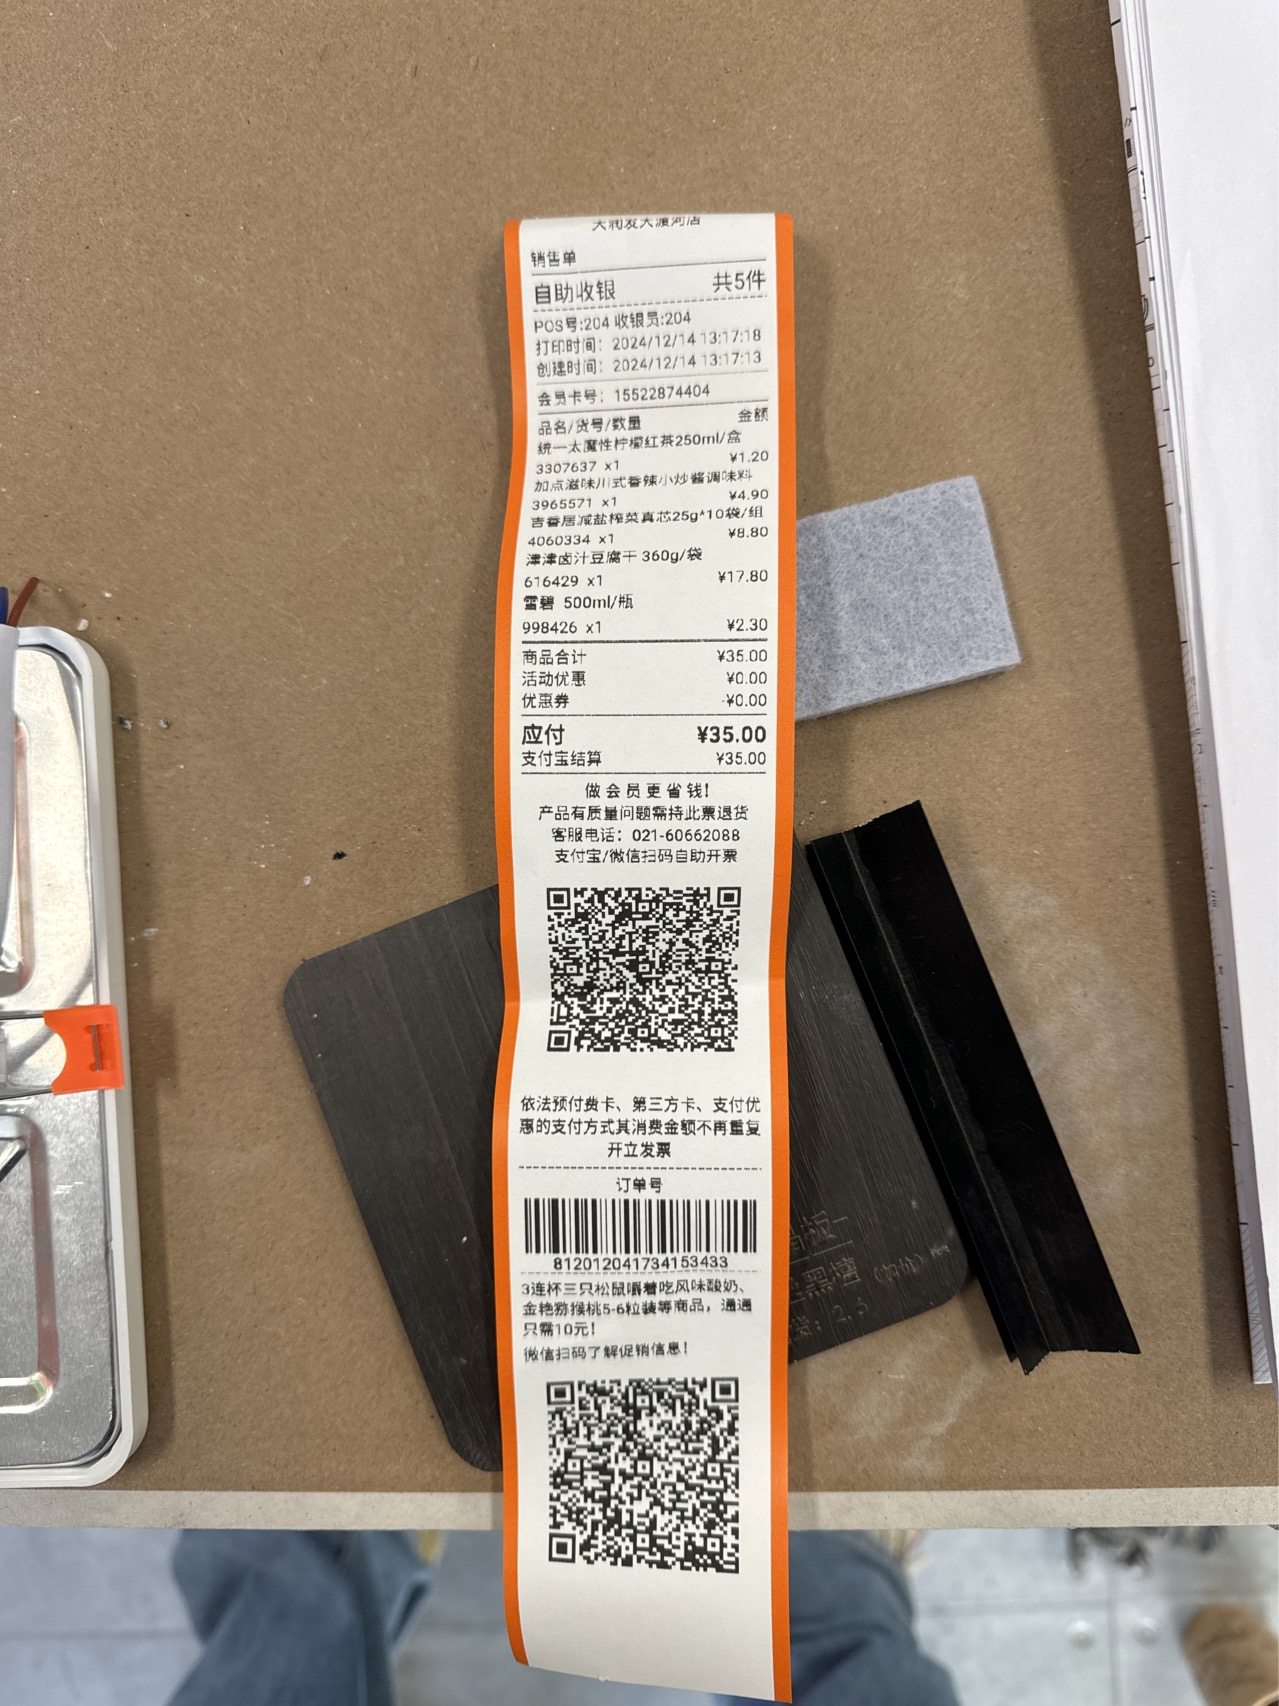 大润发大渡河店
销售单
自助收银 共5件
POS号:204 收银员:204
打印时间: 2024/12/14 13:17:18
创建时间: 2024/12/14 13:17:13
会员卡号: 15522874404
品名/货号/数量 金额
统一太魔性柠檬红茶250ml/盒
3307637 x1 ¥1.20
加点滋味川式香辣小炒酱调味料
3965571 x1 ¥4.90
吉香居减盐榨菜真芯25g*10袋/组
4060334 x1 ¥8.80
津津卤汁豆腐干 360g/袋
616429 x1 ¥17.80
雪碧 500ml/瓶
998426 x1 ¥2.30
商品合计 ¥35.00
活动优惠 ¥0.00
优惠券 -¥0.00
应付 ¥35.00
支付宝结算 ¥35.00
做会员更省钱!
产品有质量问题需持此票退货
客服电话: 021-60662088
支付宝/微信扫码自助开票
依法预付费卡、第三方卡、支付优
惠的支付方式其消费金额不再重复
开立发票
订单号
812012041734153433
3连杯三只松鼠嚼着吃风味酸奶、
金艳猕猴桃5-6粒装等商品，通通
只需10元!
微信扫码了解促销信息!